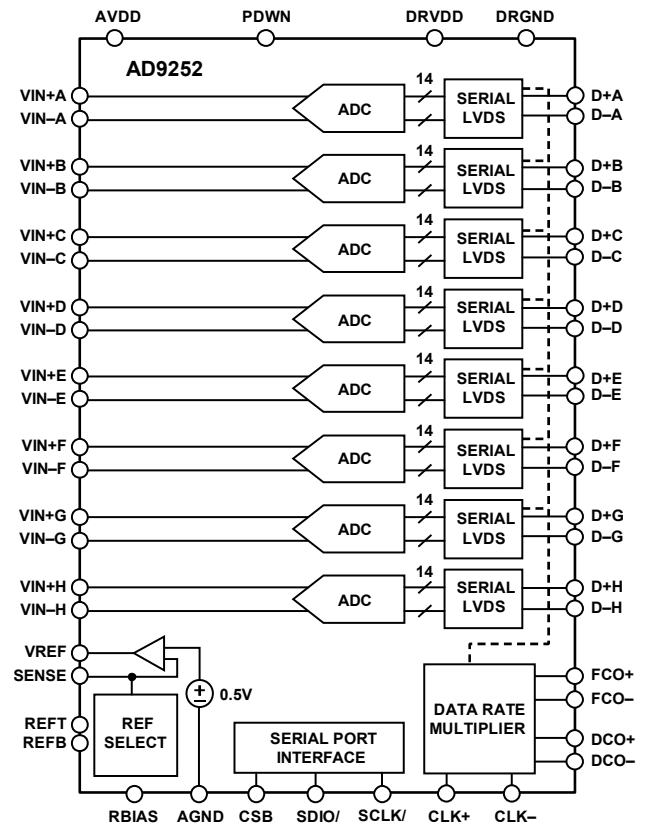 AVDD PDWN DRVDD DRGND
AD9252
VIN+A
VIN–A
ADC
14
SERIAL
LVDS
D+A
D–A
VIN+B
VIN–B
ADC
14
SERIAL
LVDS
D+B
D–B
VIN+C
VIN–C
ADC
14
SERIAL
LVDS
D+C
D–C
VIN+D
VIN–D
ADC
14
SERIAL
LVDS
D+D
D–D
VIN+E
VIN–E
ADC
14
SERIAL
LVDS
D+E
D–E
VIN+F
VIN–F
ADC
14
SERIAL
LVDS
D+F
D–F
VIN+G
VIN–G
ADC
14
SERIAL
LVDS
D+G
D–G
VIN+H
VIN–H
ADC
14
SERIAL
LVDS
D+H
D–H
VREF
SENSE
REFT
REFB
REF
SELECT
+
–
0.5V
SERIAL PORT
INTERFACE
DATA RATE
MULTIPLIER
FCO+
FCO–
DCO+
DCO–
RBIAS AGND CSB SDIO/ SCLK/ CLK+ CLK–